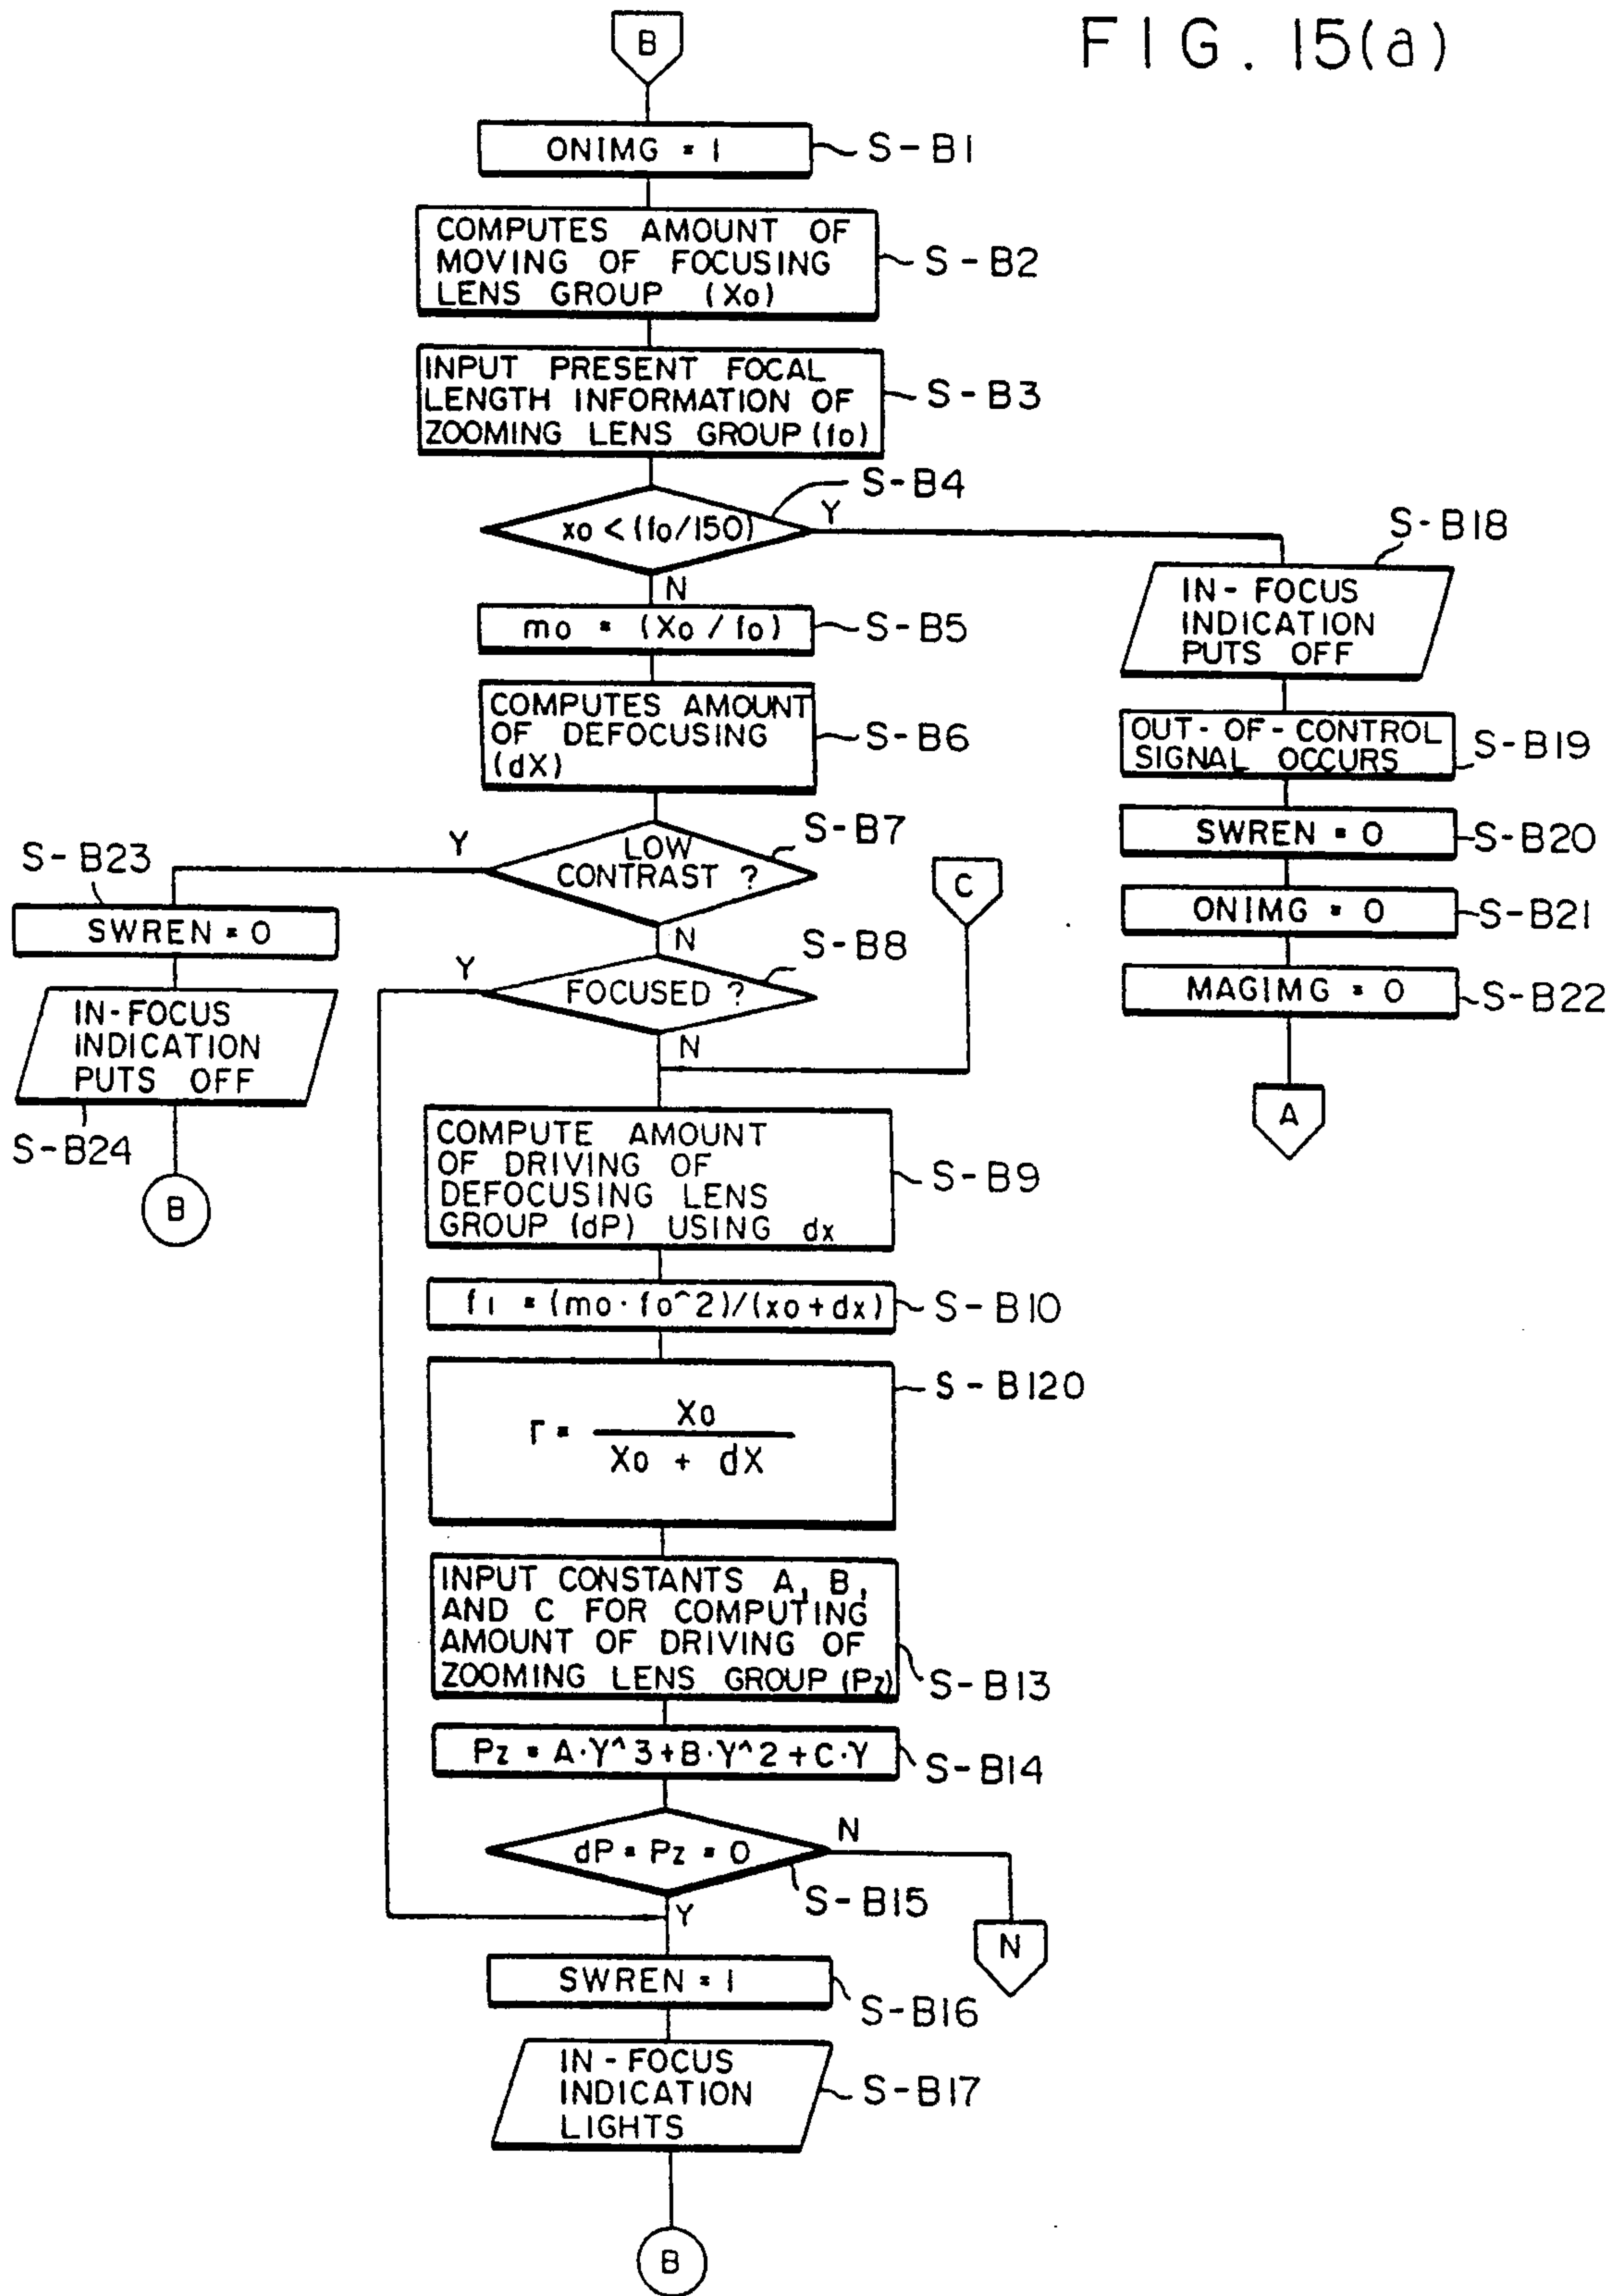 FIG. 15(a)
B
ONIMG = 1
S-B1
COMPUTES AMOUNT OF
MOVING OF FOCUSING
LENS GROUP (Xo)
S-B2
INPUT PRESENT FOCAL
LENGTH INFORMATION OF
ZOOMING LENS GROUP (fo)
S-B3
S-B4
xo < (fo/150)
Y
N
mo = (Xo / fo)
S-B5
COMPUTES AMOUNT
OF DEFOCUSING
(dX)
S-B6
S-B7
LOW
CONTRAST ?
Y
N
S-B8
FOCUSED ?
Y
N
C
S-B23
SWREN = 0
IN-FOCUS
INDICATION
PUTS OFF
S-B24
B
S-B18
IN-FOCUS
INDICATION
PUTS OFF
OUT-OF-CONTROL
SIGNAL OCCURS
S-B19
SWREN = 0
S-B20
ONIMG = 0
S-B21
MAGIMG = 0
S-B22
A
COMPUTE AMOUNT
OF DRIVING OF
DEFOCUSING LENS
GROUP (dP) USING dx
S-B9
f1 = (mo·fo^2)/(xo+dx)
S-B10
S-B120
r = Xo
Xo + dX
INPUT CONSTANTS A, B,
AND C FOR COMPUTING
AMOUNT OF DRIVING OF
ZOOMING LENS GROUP (Pz)
S-B13
Pz = A·Y^3+B·Y^2+C·Y
S-B14
dP = Pz = 0
N
S-B15
Y
N
SWREN = 1
S-B16
IN-FOCUS
INDICATION
LIGHTS
S-B17
B